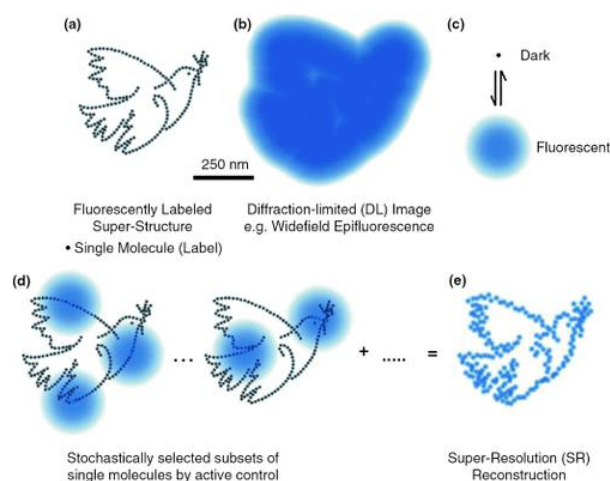 (a)
(b)
(c)
Dark
Fluorescent
250 nm
Fluorescently Labeled
Super-Structure
• Single Molecule (Label)
Diffraction-limited (DL) Image
e.g. Widefield Epifluorescence
(d)
(e)
... + ..... =
Stochastically selected subsets of
single molecules by active control
Super-Resolution (SR)
Reconstruction